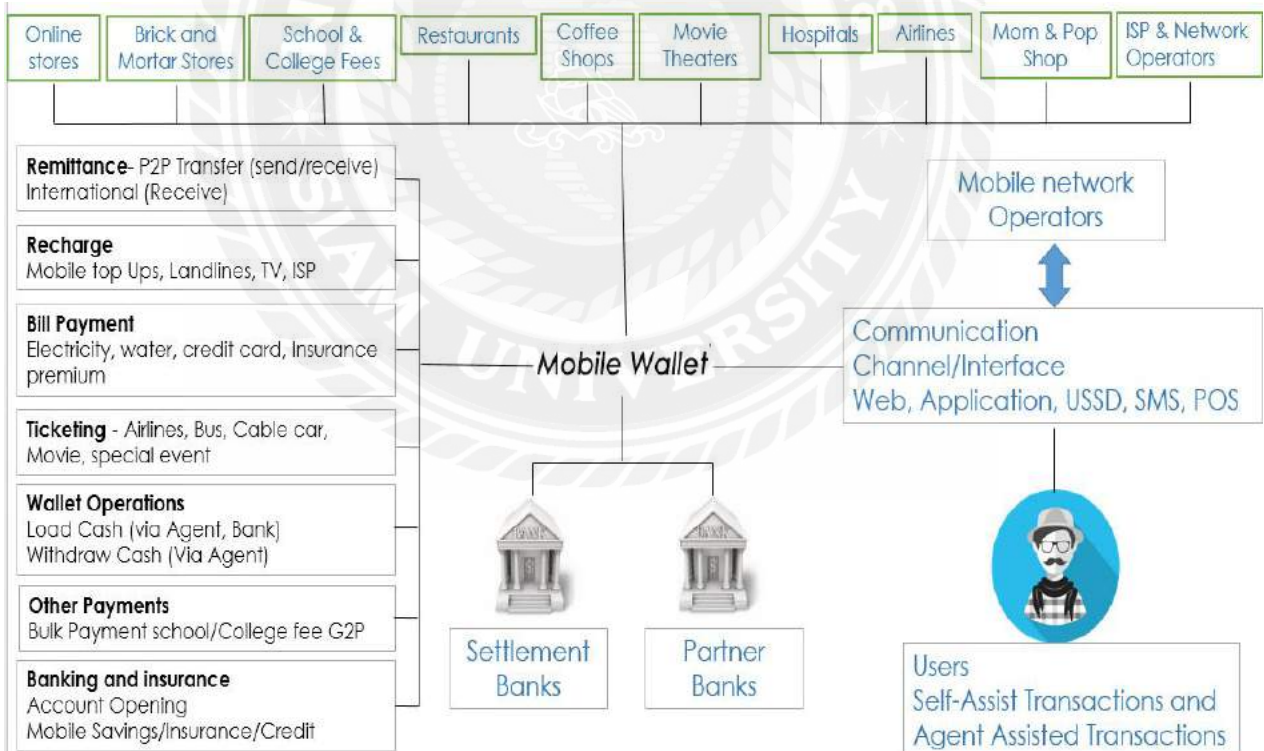 Online
stores
Brick and
Mortar Stores
School &
College Fees
Restaurants
Coffee
Shops
Movie
Theaters
Hospitals
Airlines
Mom & Pop
Shop
ISP & Network
Operators
Remittance- P2P Transfer (send/receive)
International (Receive)
Recharge
Mobile top Ups, Landlines, TV, ISP
Bill Payment
Electricity, water, credit card, Insurance
premium
Ticketing - Airlines, Bus, Cable car,
Movie, special event
Wallet Operations
Load Cash (via Agent, Bank)
Withdraw Cash (Via Agent)
Other Payments
Bulk Payment school/College fee G2P
Banking and insurance
Account Opening
Mobile Savings/Insurance/Credit
Mobile Wallet
BANK
BANK
Settlement
Banks
Partner
Banks
Mobile network
Operators
Communication
Channel/Interface
Web, Application, USSD, SMS, POS
Users
Self-Assist Transactions and
Agent Assisted Transactions
SIAM UNIVERSITY